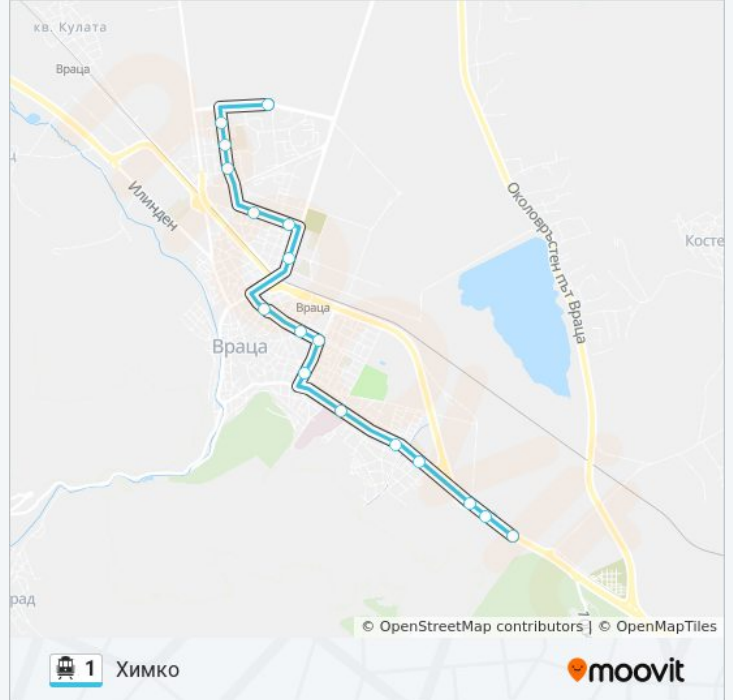 кв. Кулата
Враца
Илинден
Околовръстен път Враца
Косте
Враца
Враца
рад
© OpenStreetMap contributors | © OpenMapTiles
1 Химко
moovit